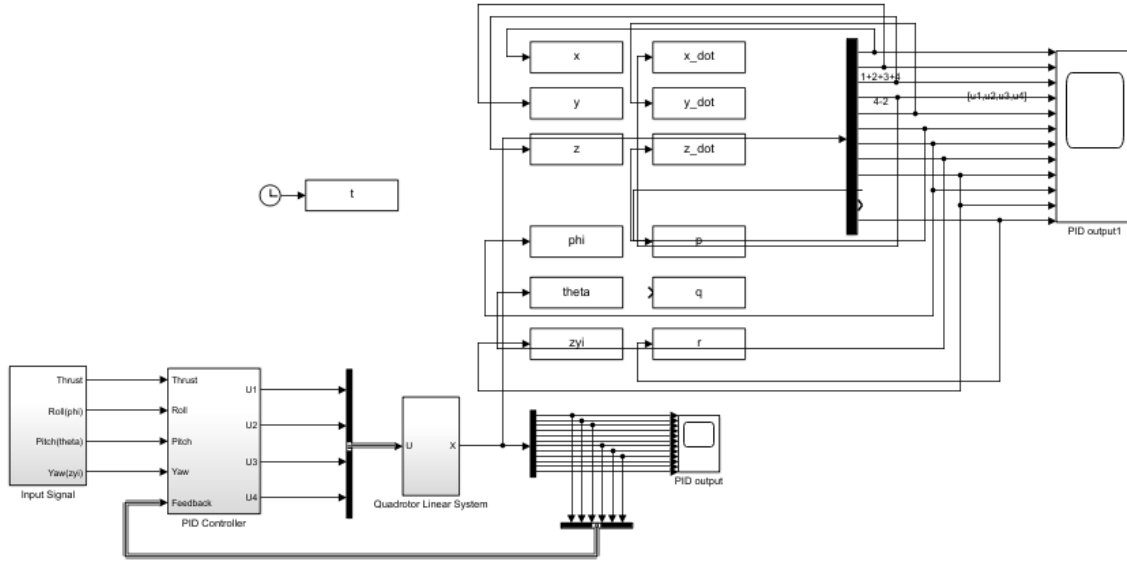 x
x_dot
1+2+3+4
y
y_dot
4-2
[u1,u2,u3,u4]
z
z_dot
t
PID output1
phi
p
theta
q
zyi
r
Thrust
Roll(phi)
Pitch(theta)
Yaw(zyi)
Input Signal
Thrust
Roll
Pitch
Yaw
Feedback
U1
U2
U3
U4
PID Controller
U
X
Quadrotor Linear System
PID output